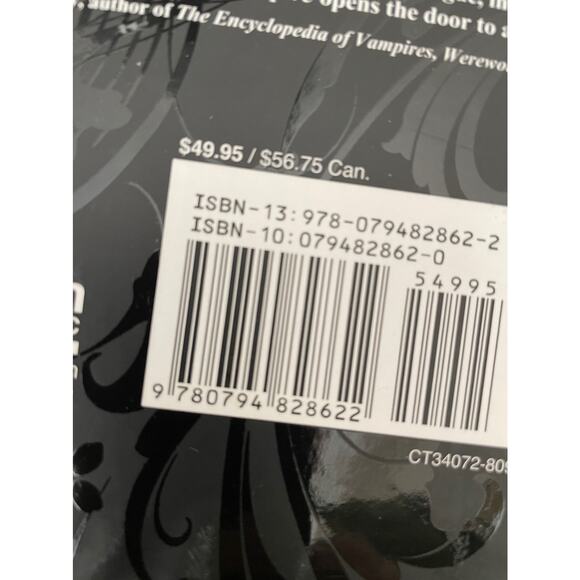 opens the door to a
, author of The Encyclopedia of Vampires, Werewo
$49.95 / $56.75 Can.
ISBN-13: 978-079482862-2
ISBN-10: 079482862-0
54995
9 780794 828622
CT34072-809